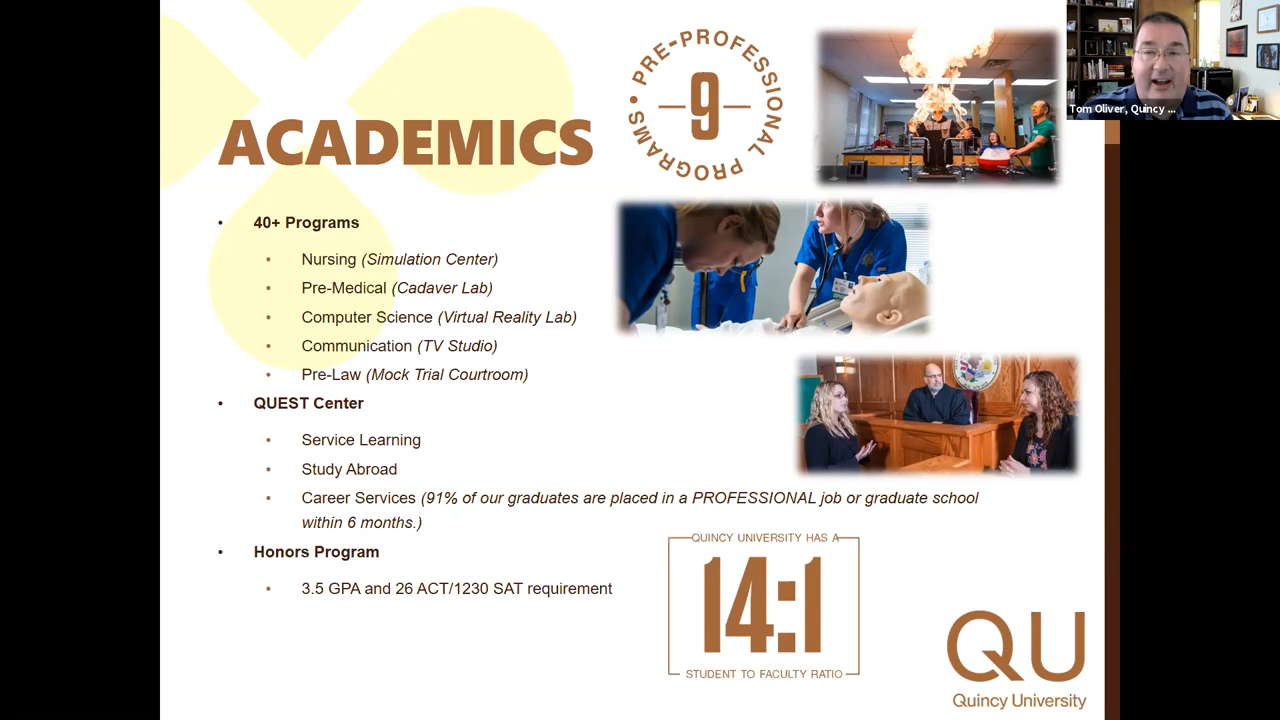 ACADEMICS
• PRE-PROFESSIONAL PROGRAMS
9
Tom Oliver, Quincy ...
• 40+ Programs
• Nursing (Simulation Center)
• Pre-Medical (Cadaver Lab)
• Computer Science (Virtual Reality Lab)
• Communication (TV Studio)
• Pre-Law (Mock Trial Courtroom)
• QUEST Center
• Service Learning
• Study Abroad
• Career Services (91% of our graduates are placed in a PROFESSIONAL job or graduate school
within 6 months.)
• Honors Program
• 3.5 GPA and 26 ACT/1230 SAT requirement
QUINCY UNIVERSITY HAS A
14:1
STUDENT TO FACULTY RATIO
QU
Quincy University